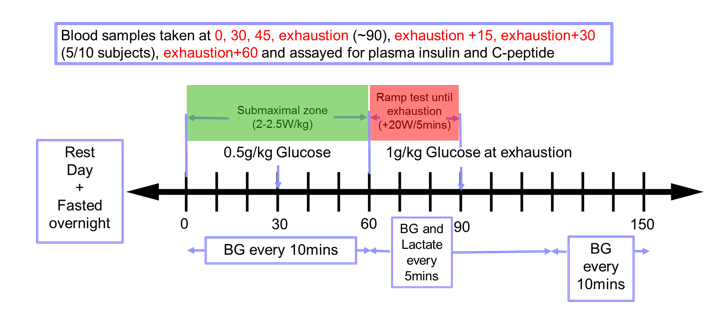 Blood samples taken at 0, 30, 45, exhaustion (~90), exhaustion +15, exhaustion+30
(5/10 subjects), exhaustion+60 and assayed for plasma insulin and C-peptide
Submaximal zone
(2-2.5W/kg)
Ramp test until
exhaustion
(+20W/5mins)
Rest
Day
+
Fasted
overnight
0.5g/kg Glucose
1g/kg Glucose at exhaustion
0
30
60
90
150
BG every 10mins
BG and
Lactate
every
5mins
BG
every
10mins